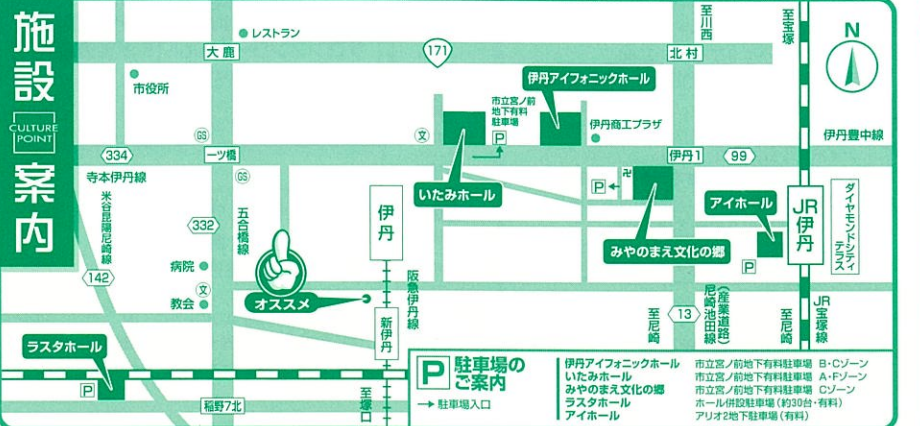 施設案内
CULTURE
POINT
レストラン
大鹿
171
北村
至川西
至宝塚
N
市役所
伊丹アイフォニックホール
市立宮ノ前
地下有料
駐車場
P
伊丹商工プラザ
GS
文
伊丹豊中線
334
一ツ橋
伊丹1
99
寺本伊丹線
GS
いたみホール
卍
P
米谷昆陽尼崎線
332
五合橋線
伊丹
みやのまえ文化の郷
アイホール
JR
伊丹
ダイヤモンドシティ
テラス
P
病院
142
文
教会
オススメ
阪急伊丹線
新伊丹
至尼崎
13
尼崎池田線
(産業道路)
至尼崎
JR
宝塚線
ラスタホール
P
稲野7北
至塚口
P
駐車場の
ご案内
→ 駐車場入口
伊丹アイフォニックホール 市立宮ノ前地下有料駐車場 B・Cゾーン
いたみホール 市立宮ノ前地下有料駐車場 A・Fゾーン
みやのまえ文化の郷 市立宮ノ前地下有料駐車場 Cゾーン
ラスタホール ホール併設駐車場(約30台・有料)
アイホール アリオ2地下駐車場(有料)